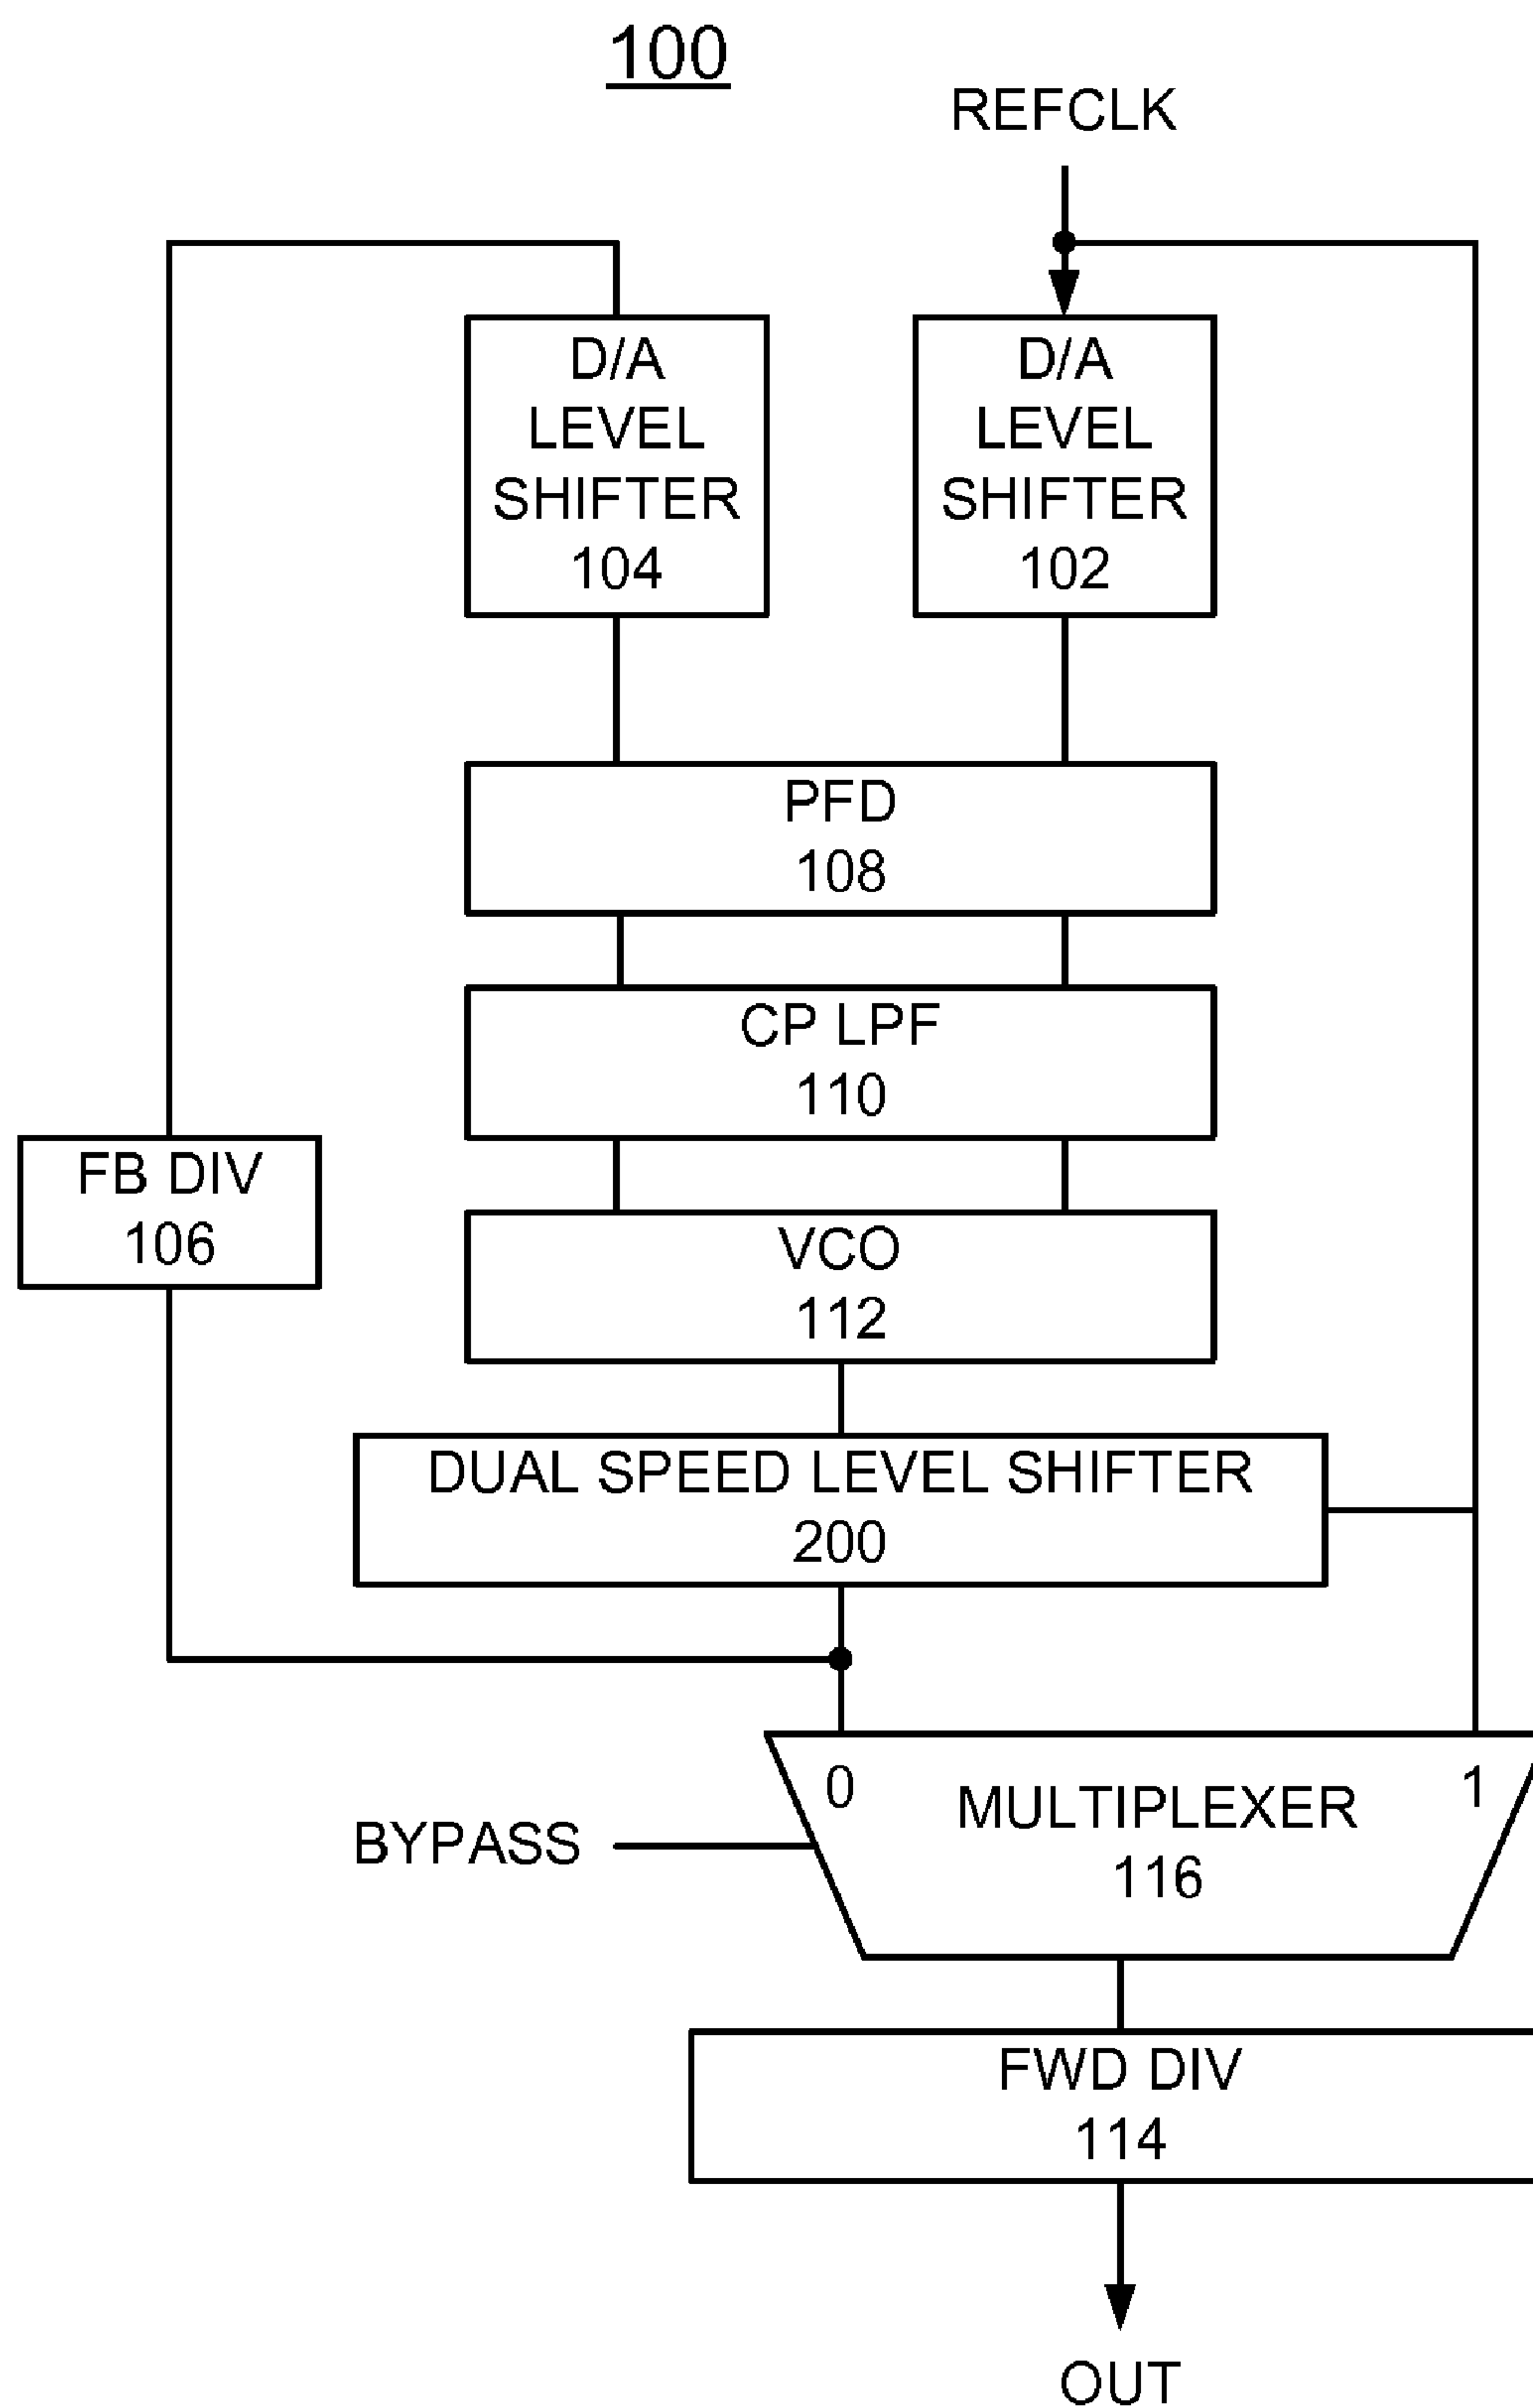 100
REFCLK
D/A
LEVEL
SHIFTER
104
D/A
LEVEL
SHIFTER
102
PFD
108
CP LPF
110
FB DIV
106
VCO
112
DUAL SPEED LEVEL SHIFTER
200
0
MULTIPLEXER
116
1
BYPASS
FWD DIV
114
OUT